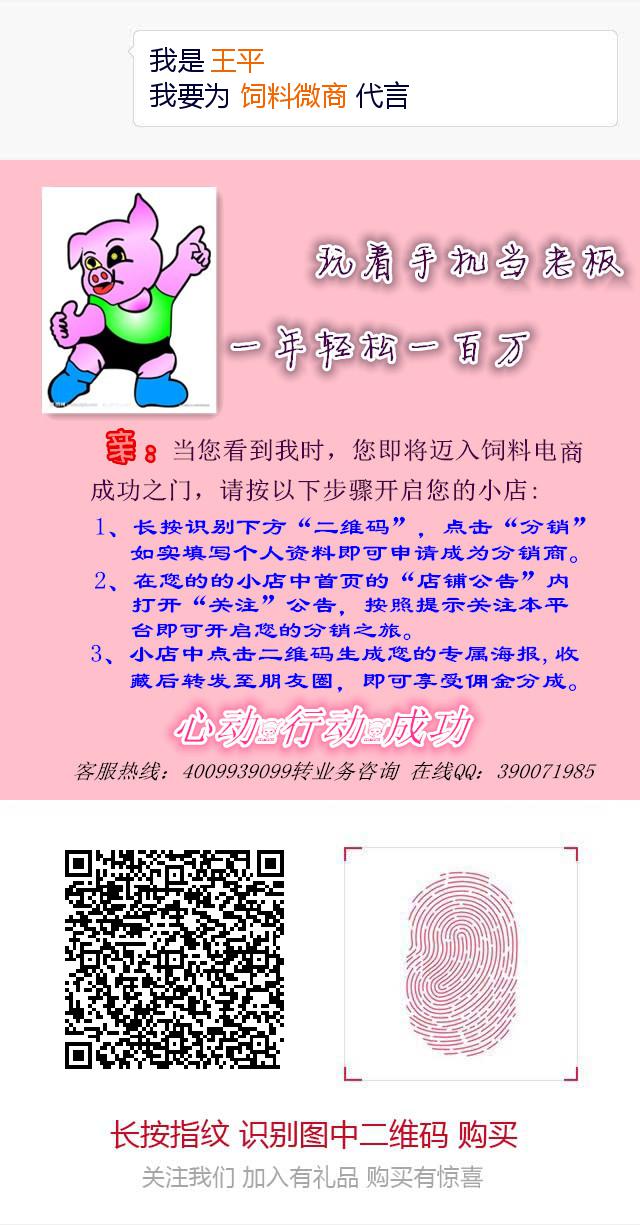 我是 王平
我要为 饲料微商 代言
玩着手机当老板
一年轻松一百万
亲：当您看到我时，您即将迈入饲料电商
成功之门，请按以下步骤开启您的小店:
1、长按识别下方“二维码”，点击“分销”
如实填写个人资料即可申请成为分销商。
2、在您的的小店中首页的“店铺公告”内
打开“关注”公告，按照提示关注本平
台即可开启您的分销之旅。
3、小店中点击二维码生成您的专属海报,收
藏后转发至朋友圈，即可享受佣金分成。
心动 行动 成功
客服热线：4009939099转业务咨询 在线QQ：390071985
长按指纹 识别图中二维码 购买
关注我们 加入有礼品 购买有惊喜